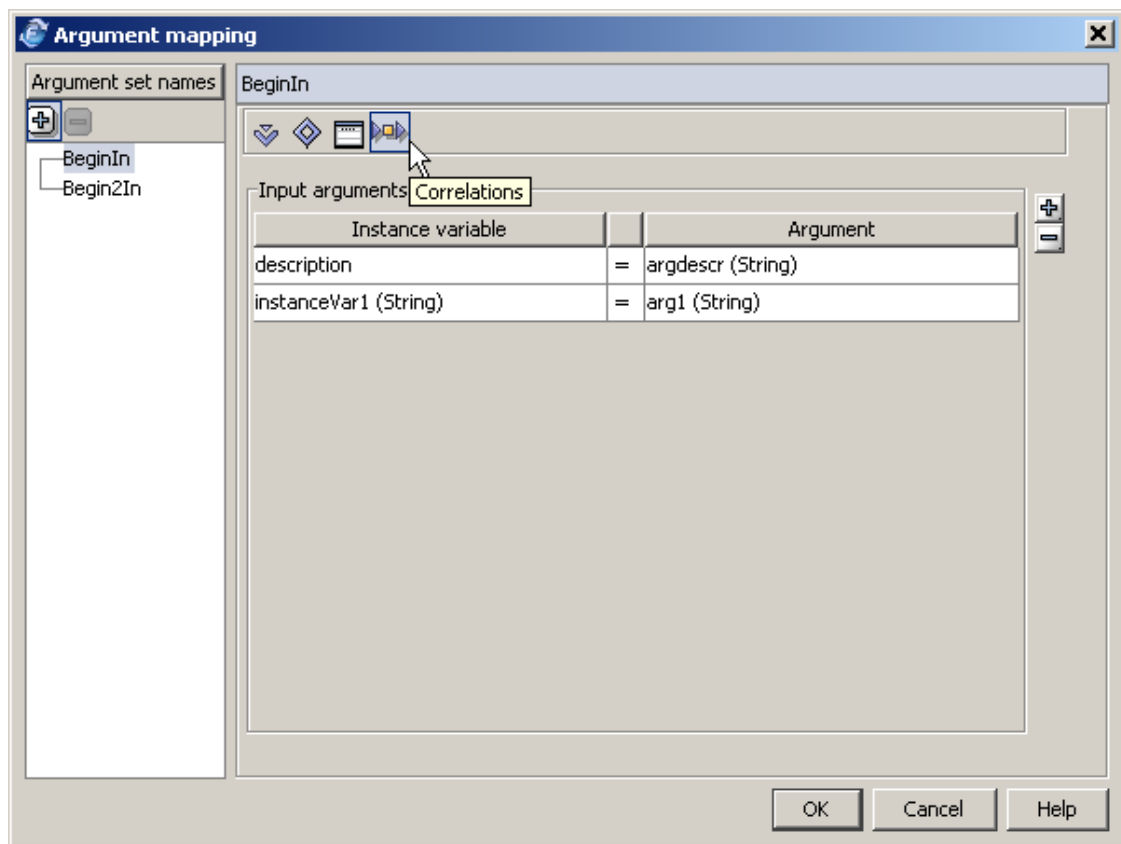 Argument mapping
Argument set names
BeginIn
BeginIn
Begin2In
Correlations
Input arguments
Instance variable Argument
description = argdescr (String)
instanceVar1 (String) = arg1 (String)
OK Cancel Help